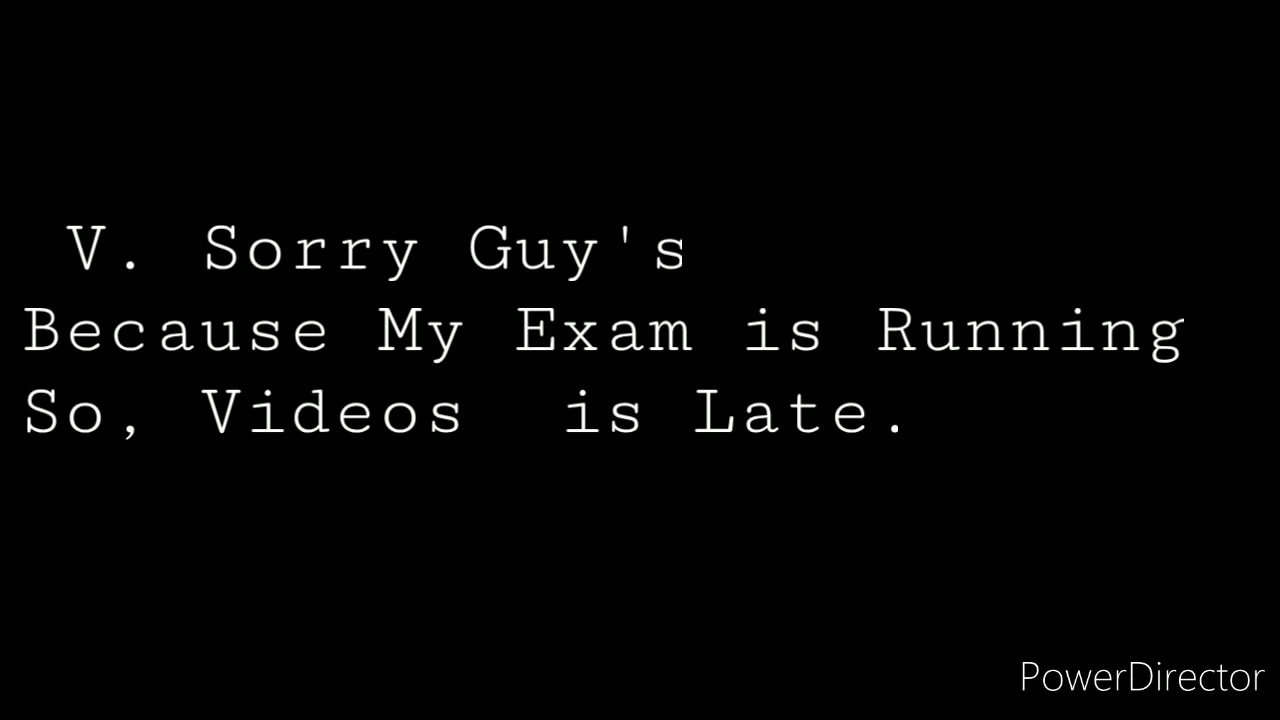 V. Sorry Guy's
Because My Exam is Running
So, Videos  is Late.
PowerDirector